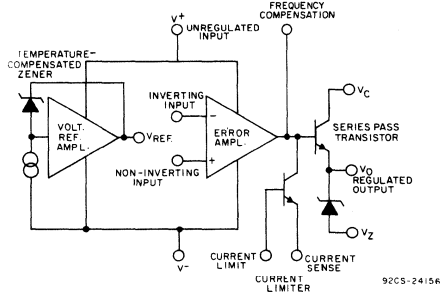 FREQUENCY
COMPENSATION
V+
UNREGULATED
INPUT
TEMPERATURE-
COMPENSATED
ZENER
VC
INVERTING
INPUT
VOLT.
REF.
AMPL.
VREF.
-
ERROR
AMPL.
+
SERIES PASS
TRANSISTOR
NON-INVERTING
INPUT
VO
REGULATED
OUTPUT
VZ
V-
CURRENT
LIMIT
CURRENT
SENSE
CURRENT
LIMITER
92CS-24156